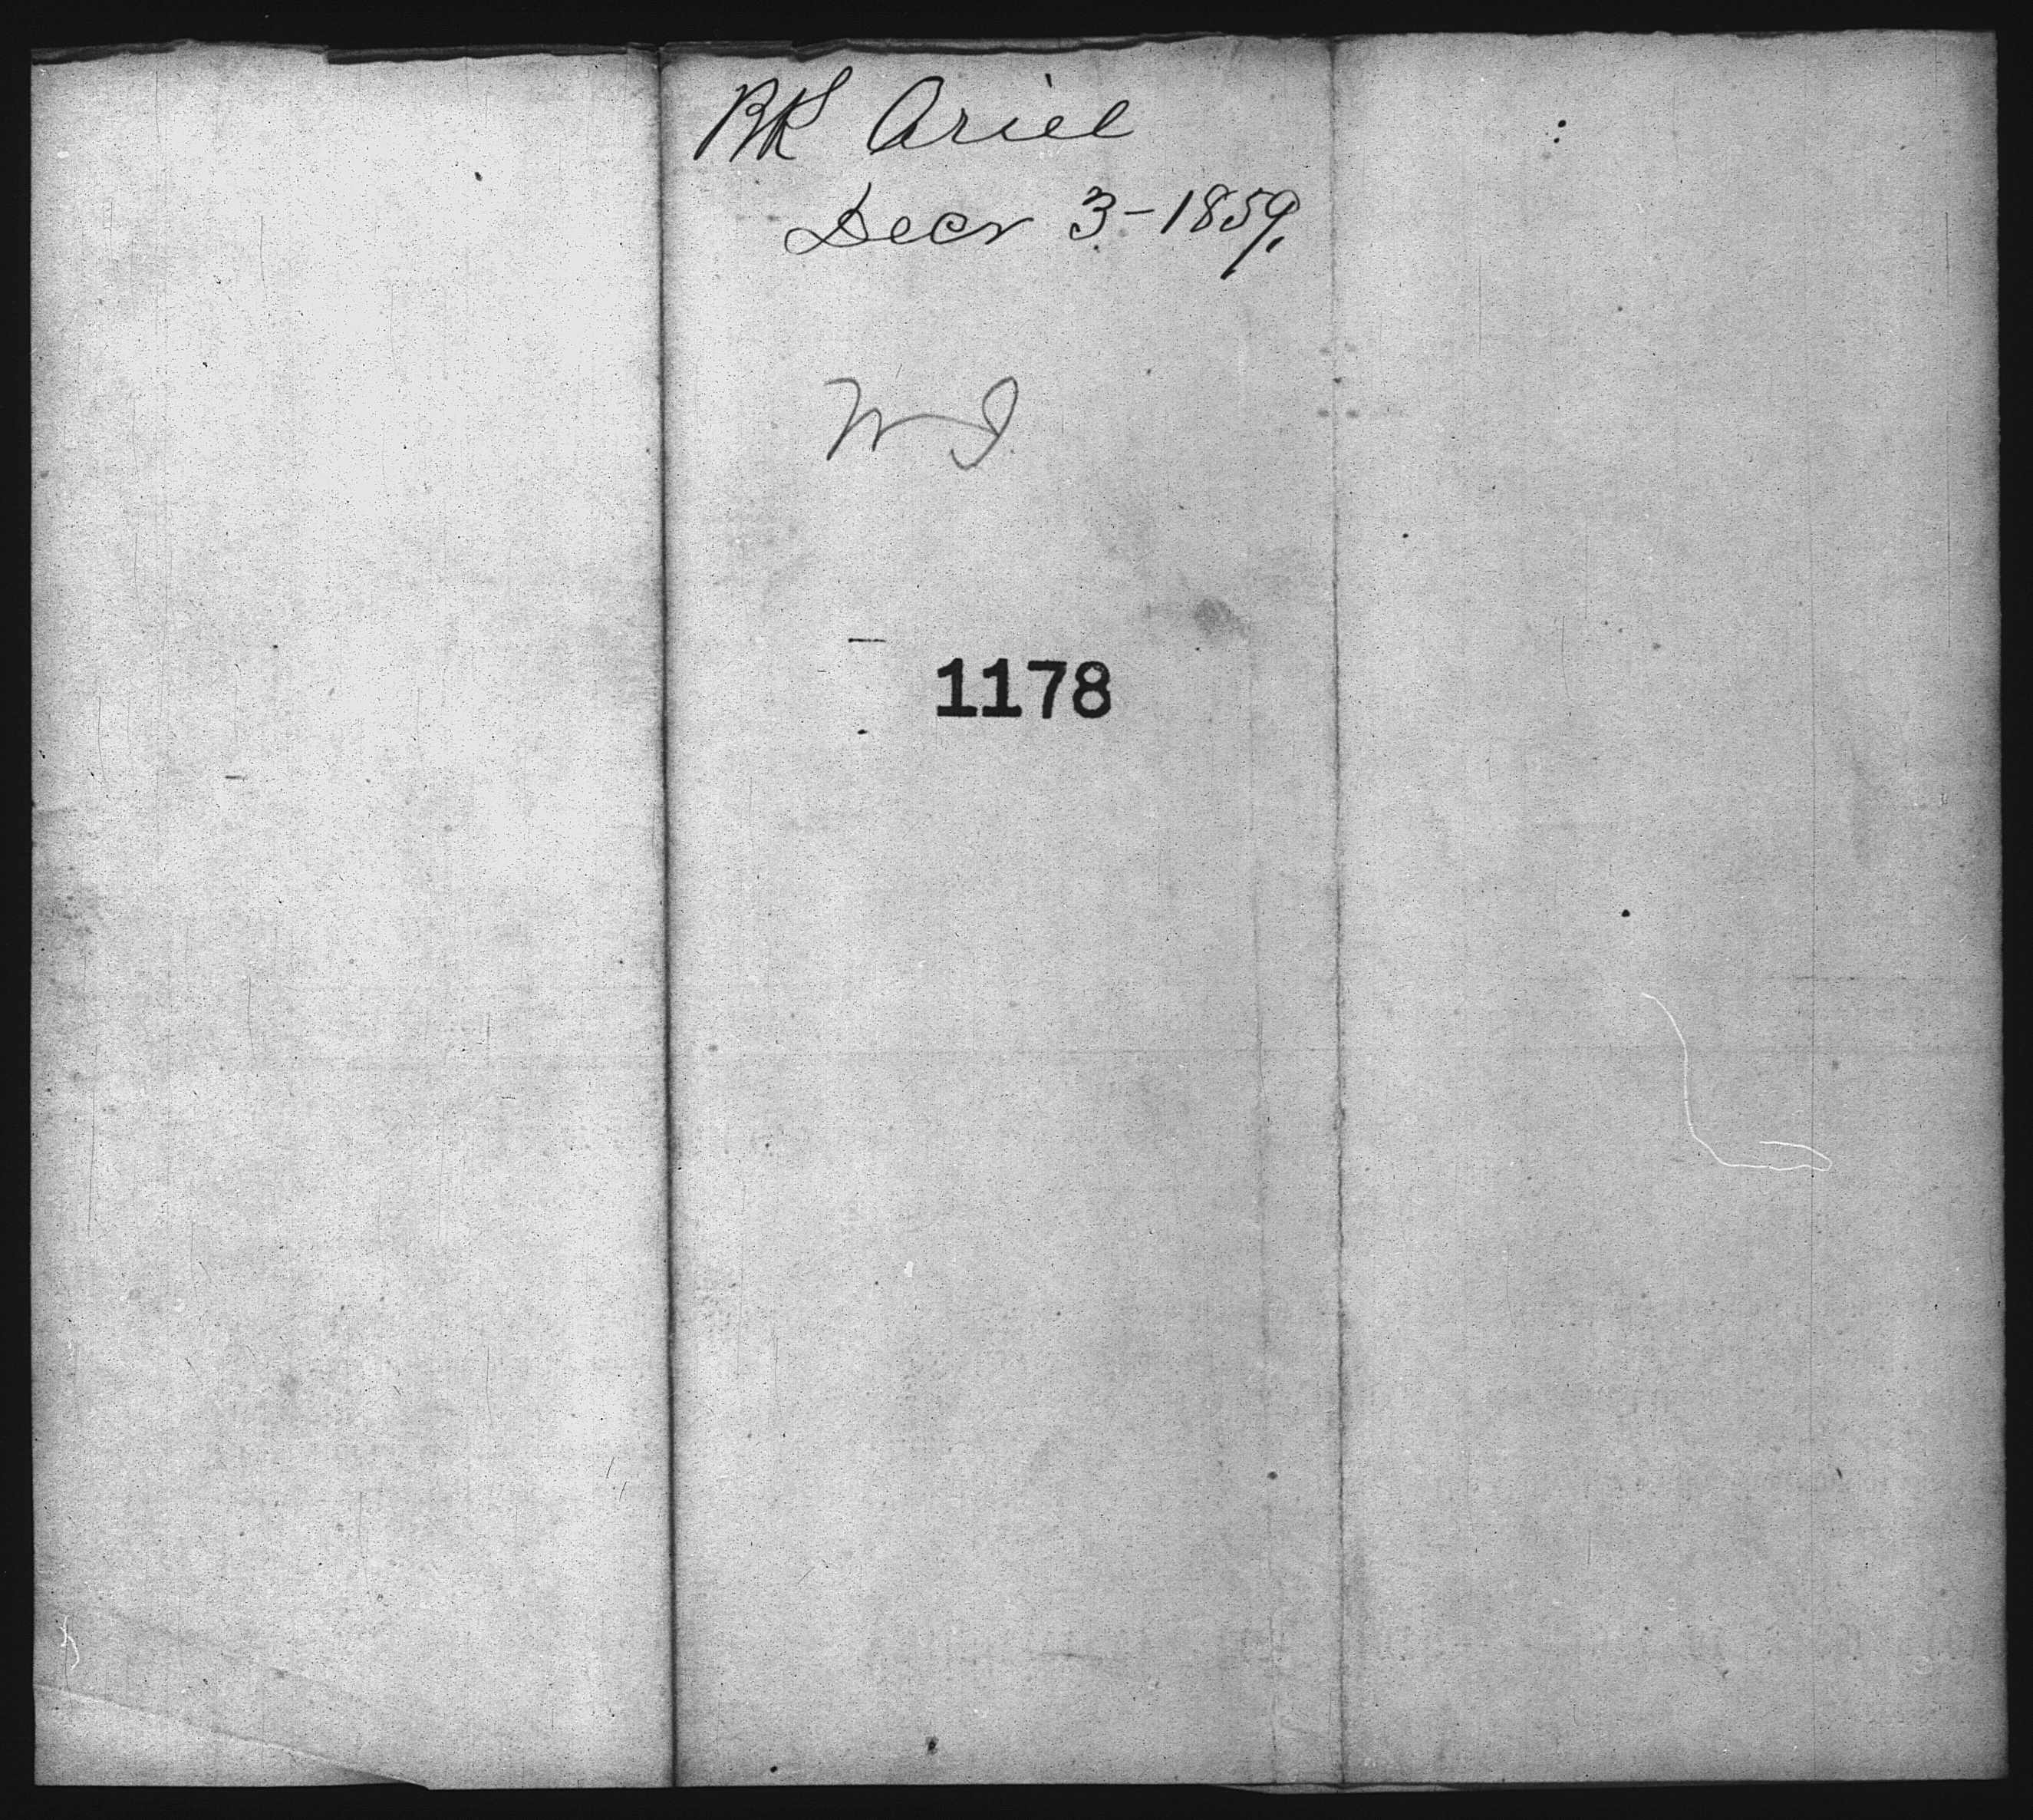 Bk Ariel
Decr 3-1859,
W I
1178